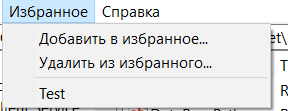 Избранное Справка
Добавить в избранное...
Удалить из избранного...
Test